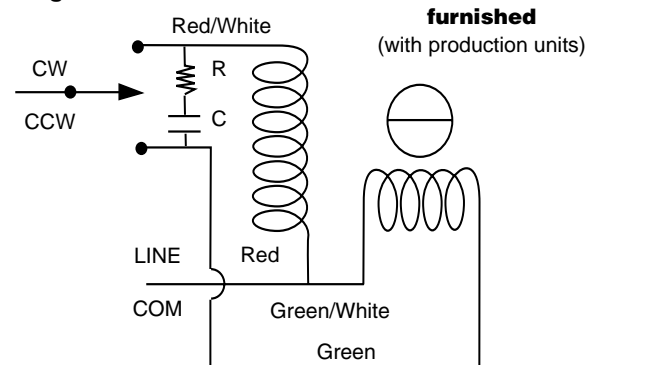 furnished
(with production units)
Red/White
CW
R
CCW
C
LINE
Red
COM
Green/White
Green